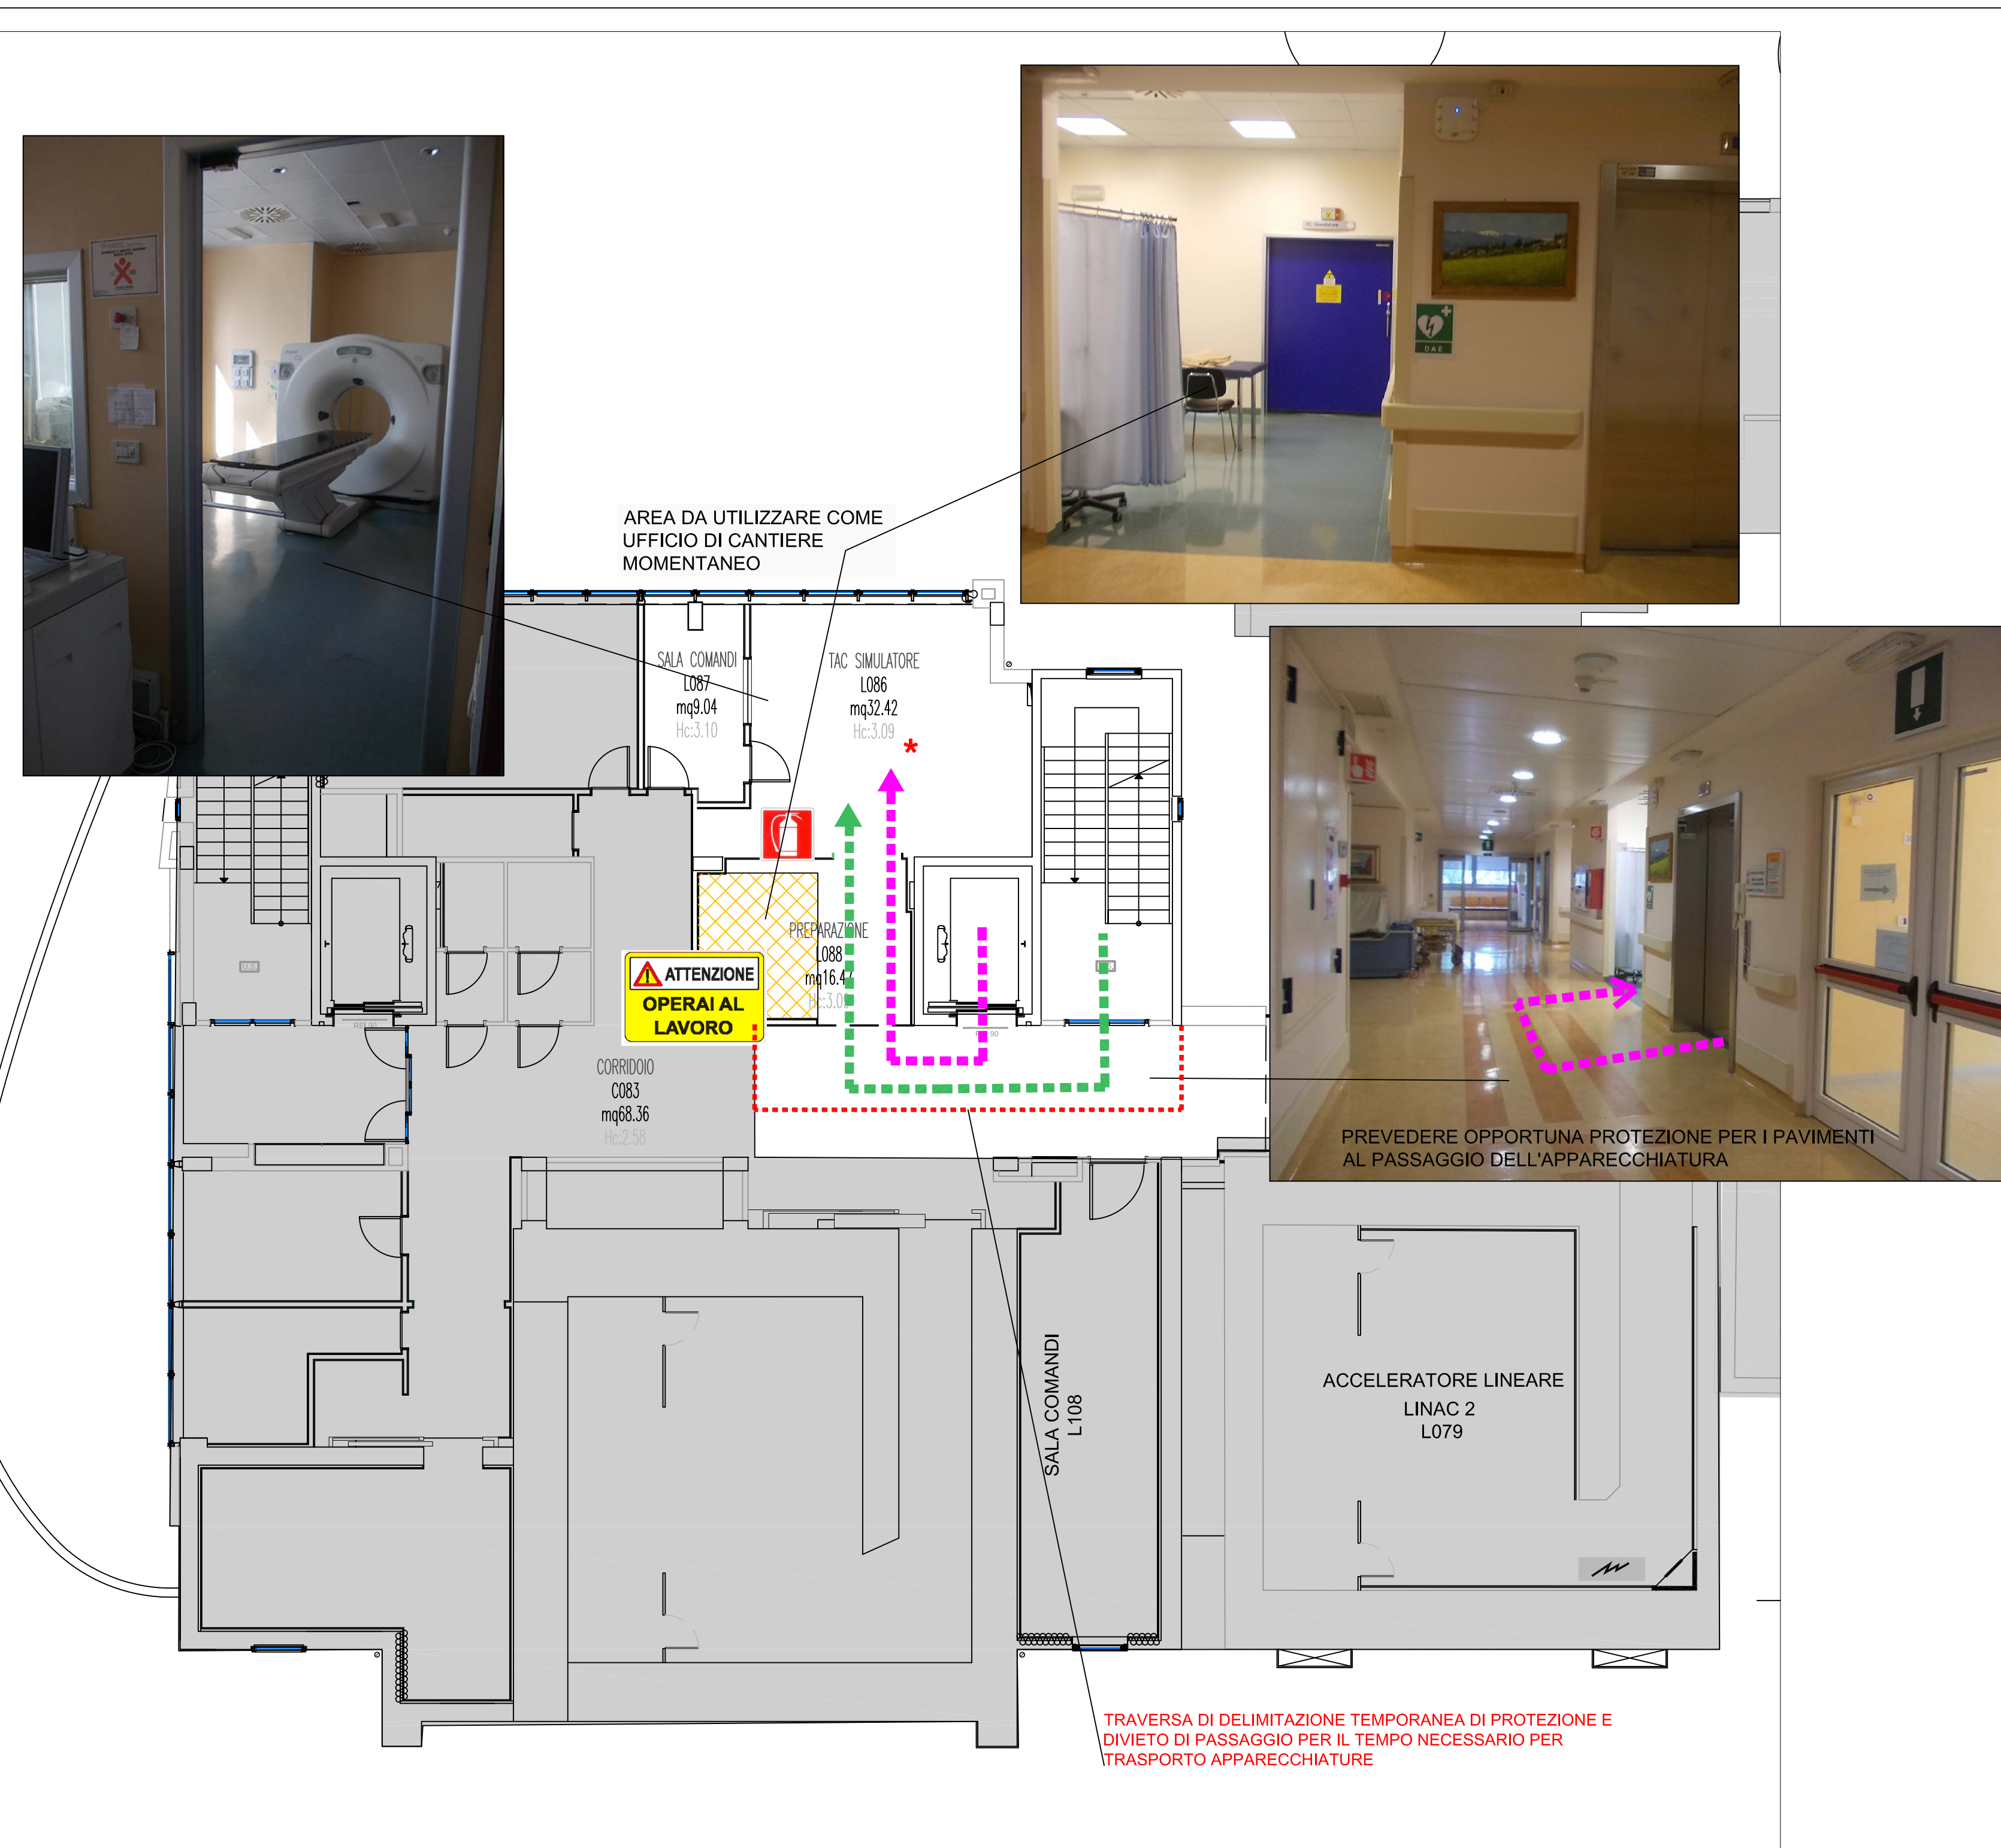 DAE
AREA DA UTILIZZARE COME
UFFICIO DI CANTIERE
MOMENTANEO
SALA COMANDI
L087
mq9.04
Hc:3.10
TAC SIMULATORE
L086
mq32.42
Hc:3.09
*
PREPARAZIONE
L088
mq16.47
ATTENZIONE
OPERAI AL
LAVORO
CORRIDOIO
C083
mq68.36
Hc:2.58
PREVEDERE OPPORTUNA PROTEZIONE PER I PAVIMENTI
AL PASSAGGIO DELL'APPARECCHIATURA
SALA COMANDI
L108
ACCELERATORE LINEARE
LINAC 2
L079
TRAVERSA DI DELIMITAZIONE TEMPORANEA DI PROTEZIONE E
DIVIETO DI PASSAGGIO PER IL TEMPO NECESSARIO PER
TRASPORTO APPARECCHIATURE